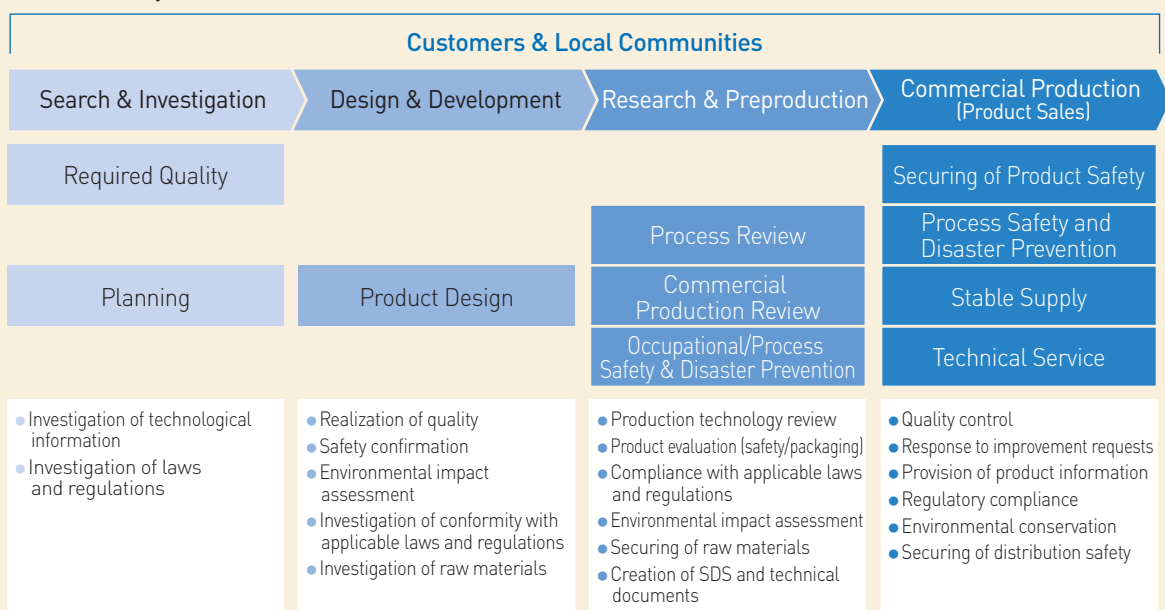 Customers & Local Communities
Search & Investigation
Design & Development
Research & Preproduction
Commercial Production
(Product Sales)
Required Quality
Planning
Product Design
Process Review
Commercial
Production Review
Occupational/Process
Safety & Disaster Prevention
Securing of Product Safety
Process Safety and
Disaster Prevention
Stable Supply
Technical Service
● Investigation of technological
information
● Investigation of laws
and regulations
● Realization of quality
● Safety confirmation
● Environmental impact
assessment
● Investigation of conformity with
applicable laws and regulations
● Investigation of raw materials
● Production technology review
● Product evaluation (safety/packaging)
● Compliance with applicable laws
and regulations
● Environmental impact assessment
● Securing of raw materials
● Creation of SDS and technical
documents
● Quality control
● Response to improvement requests
● Provision of product information
● Regulatory compliance
● Environmental conservation
● Securing of distribution safety